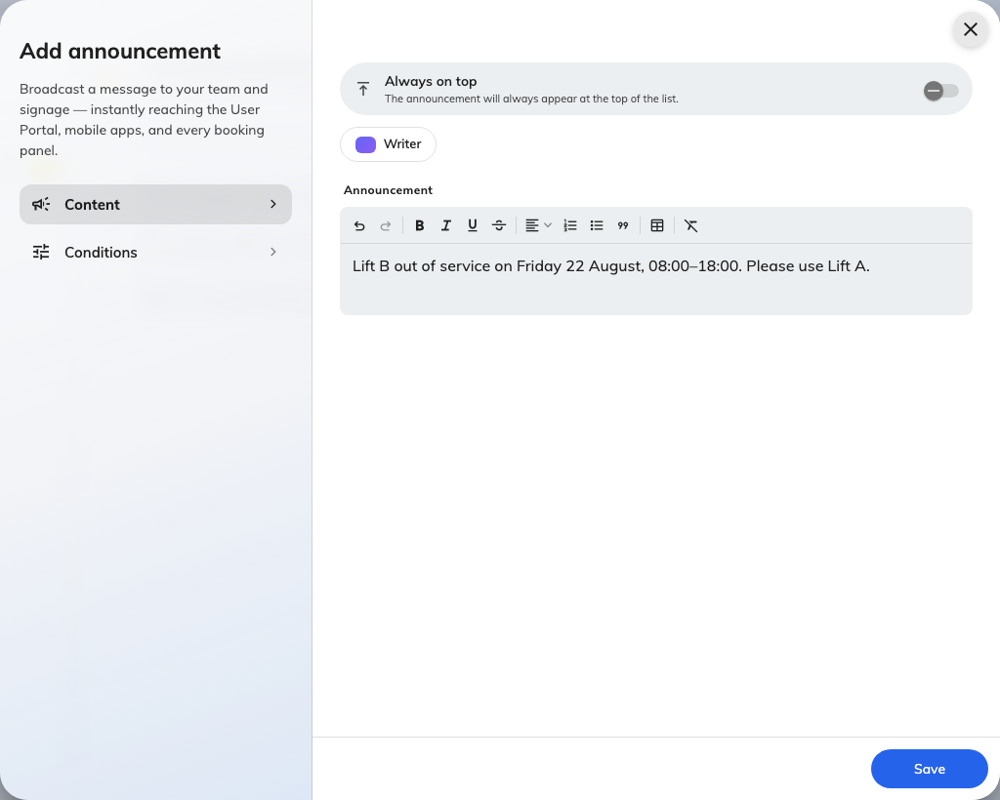 Add announcement
Broadcast a message to your team and
signage — instantly reaching the User
Portal, mobile apps, and every booking
panel.
Content
Conditions
Always on top
The announcement will always appear at the top of the list.
Writer
Announcement
Lift B out of service on Friday 22 August, 08:00–18:00. Please use Lift A.
Save